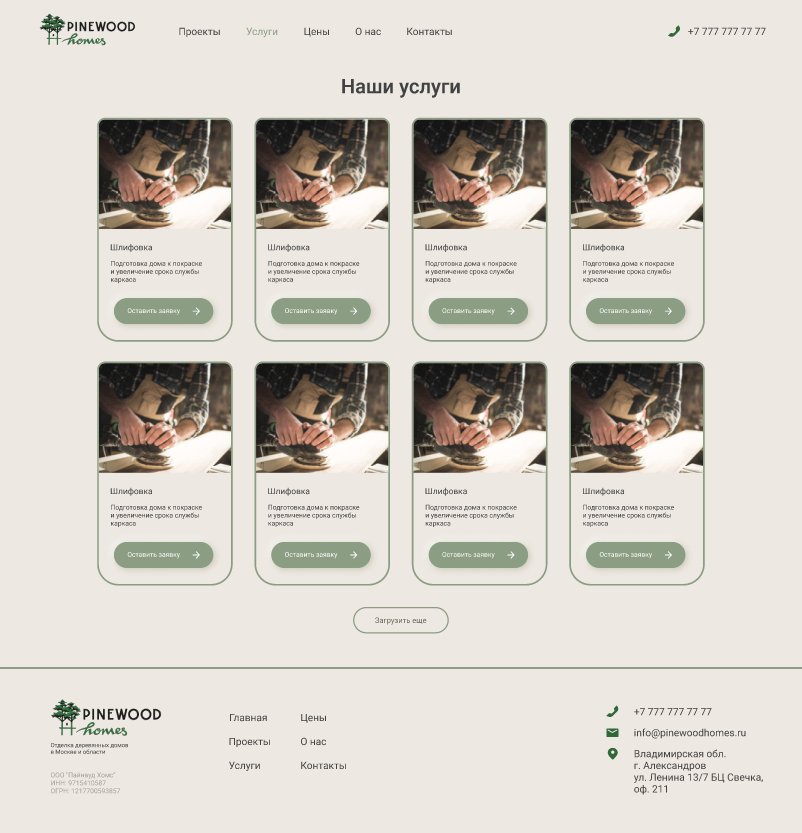 PINEWOOD
homes
Проекты Услуги Цены О нас Контакты
+7 777 777 77 77
Наши услуги
Шлифовка
Подготовка дома к покраске
и увеличение срока службы
каркаса
Оставить заявку
Шлифовка
Подготовка дома к покраске
и увеличение срока службы
каркаса
Оставить заявку
Шлифовка
Подготовка дома к покраске
и увеличение срока службы
каркаса
Оставить заявку
Шлифовка
Подготовка дома к покраске
и увеличение срока службы
каркаса
Оставить заявку
Шлифовка
Подготовка дома к покраске
и увеличение срока службы
каркаса
Оставить заявку
Шлифовка
Подготовка дома к покраске
и увеличение срока службы
каркаса
Оставить заявку
Шлифовка
Подготовка дома к покраске
и увеличение срока службы
каркаса
Оставить заявку
Шлифовка
Подготовка дома к покраске
и увеличение срока службы
каркаса
Оставить заявку
Загрузить еще
PINEWOOD
homes
Отделка деревянных домов
в Москве и области
ООО "Пайнвуд Хомс"
ИНН: 9715410587
ОГРН: 1217700593857
Главная
Проекты
Услуги
Цены
О нас
Контакты
+7 777 777 77 77
info@pinewoodhomes.ru
Владимирская обл.
г. Александров
ул. Ленина 13/7 БЦ Свечка,
оф. 211